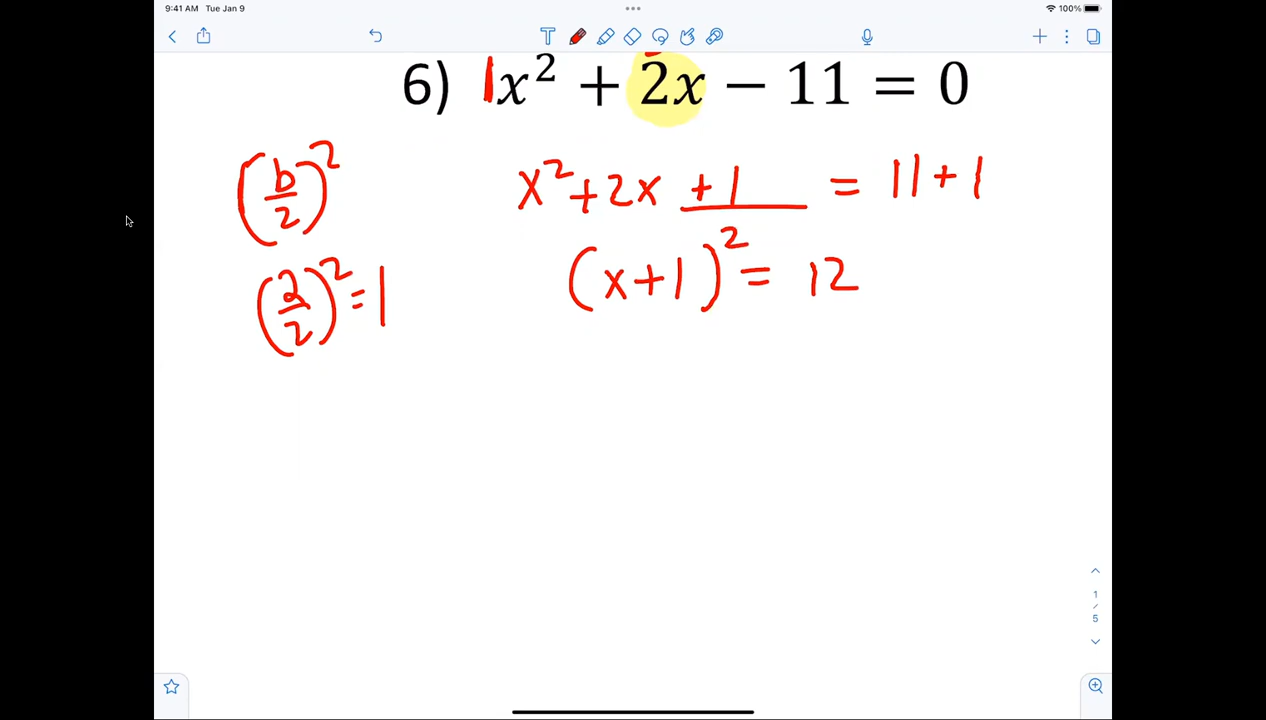 9:41 AM Tue Jan 9
100%
T
6) 1x² + 2x − 11 = 0
(b/2)²
x² + 2x + 1 = 11 + 1
(x + 1)² = 12
(2/2)² = 1
1
/
5